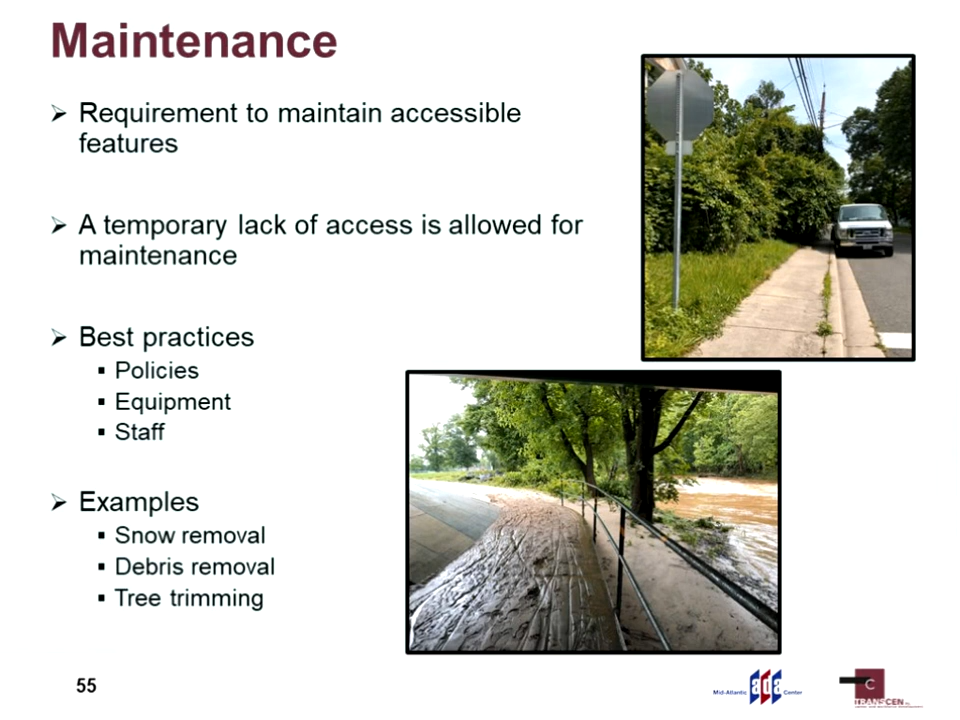 Maintenance
Requirement to maintain accessible
features
A temporary lack of access is allowed for
maintenance
Best practices
Policies
Equipment
Staff
Examples
Snow removal
Debris removal
Tree trimming
55
Mid-Atlantic ada Center
C
TRANSCEN